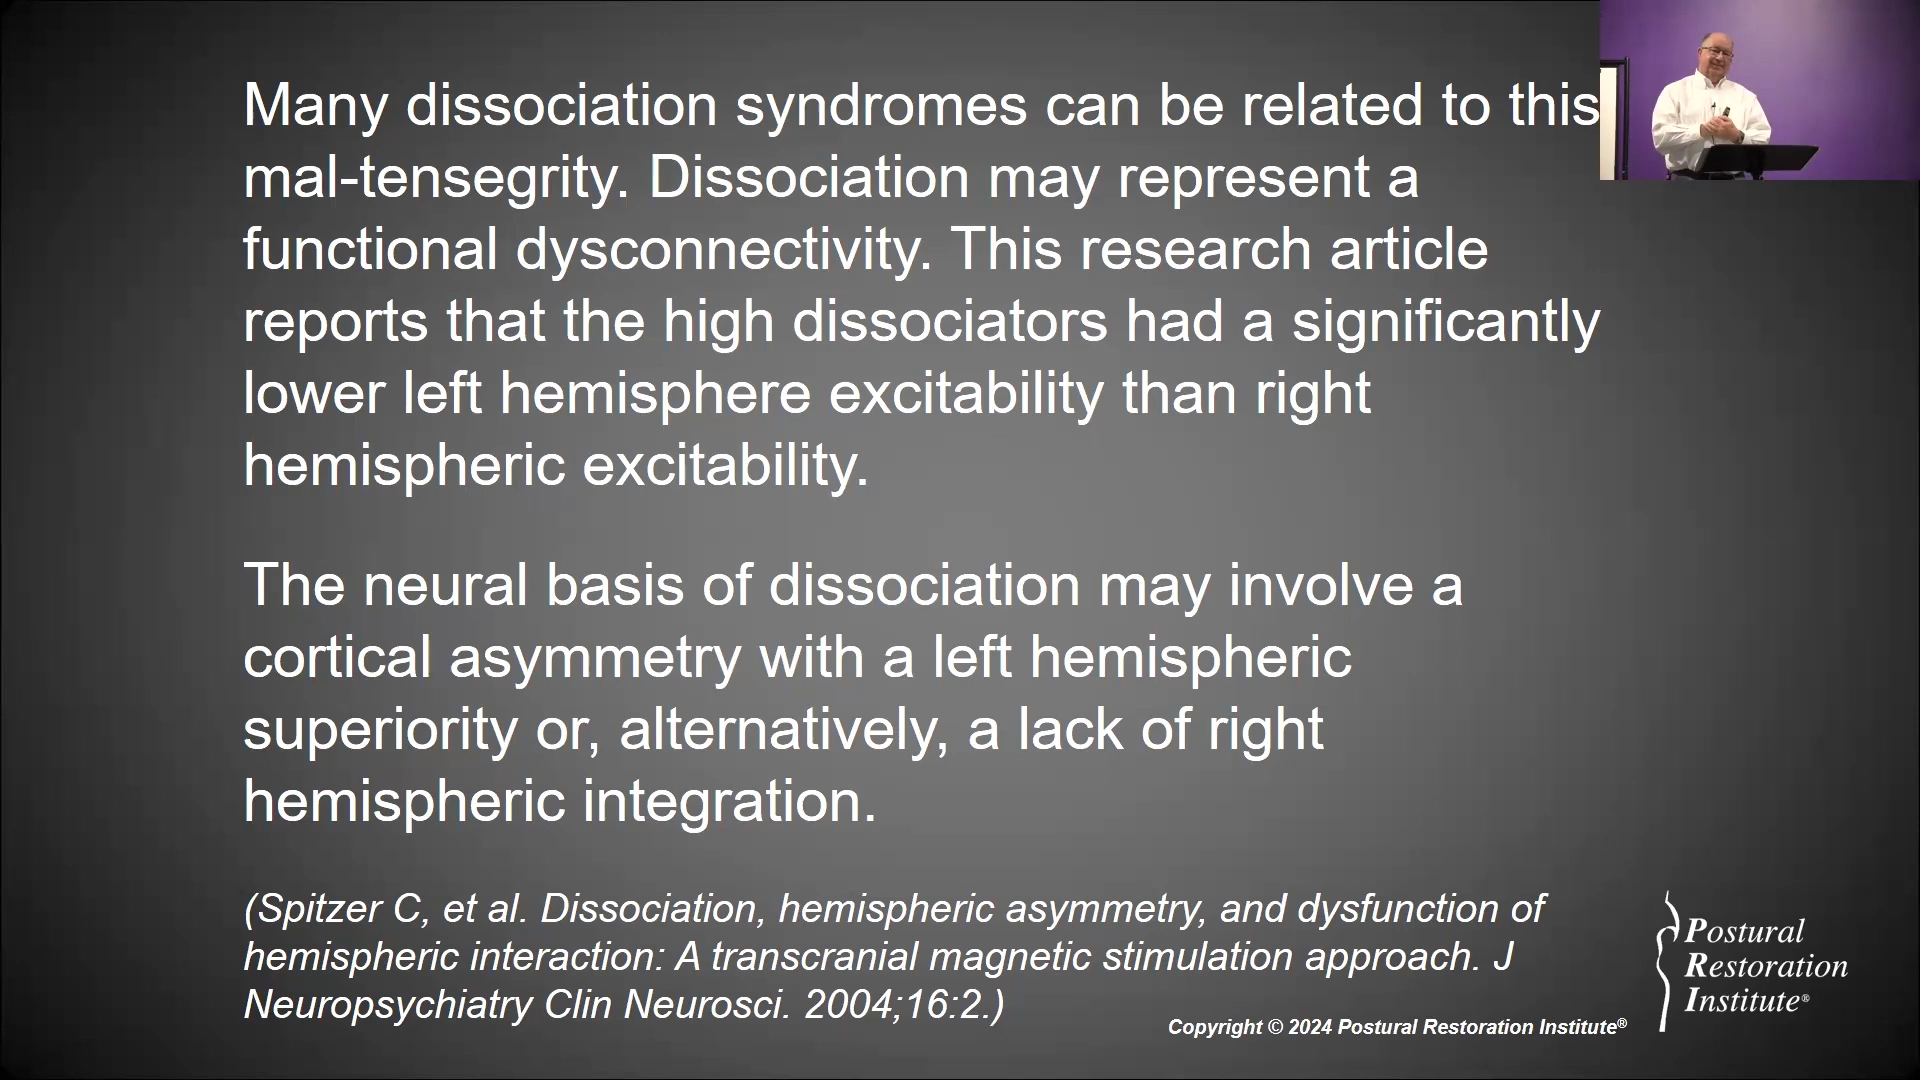 Many dissociation syndromes can be related to this
mal-tensegrity. Dissociation may represent a
functional dysconnectivity. This research article
reports that the high dissociators had a significantly
lower left hemisphere excitability than right
hemispheric excitability.
The neural basis of dissociation may involve a
cortical asymmetry with a left hemispheric
superiority or, alternatively, a lack of right
hemispheric integration.
(Spitzer C, et al. Dissociation, hemispheric asymmetry, and dysfunction of
hemispheric interaction: A transcranial magnetic stimulation approach. J
Neuropsychiatry Clin Neurosci. 2004;16:2.)
Copyright © 2024 Postural Restoration Institute®
Postural
Restoration
Institute®